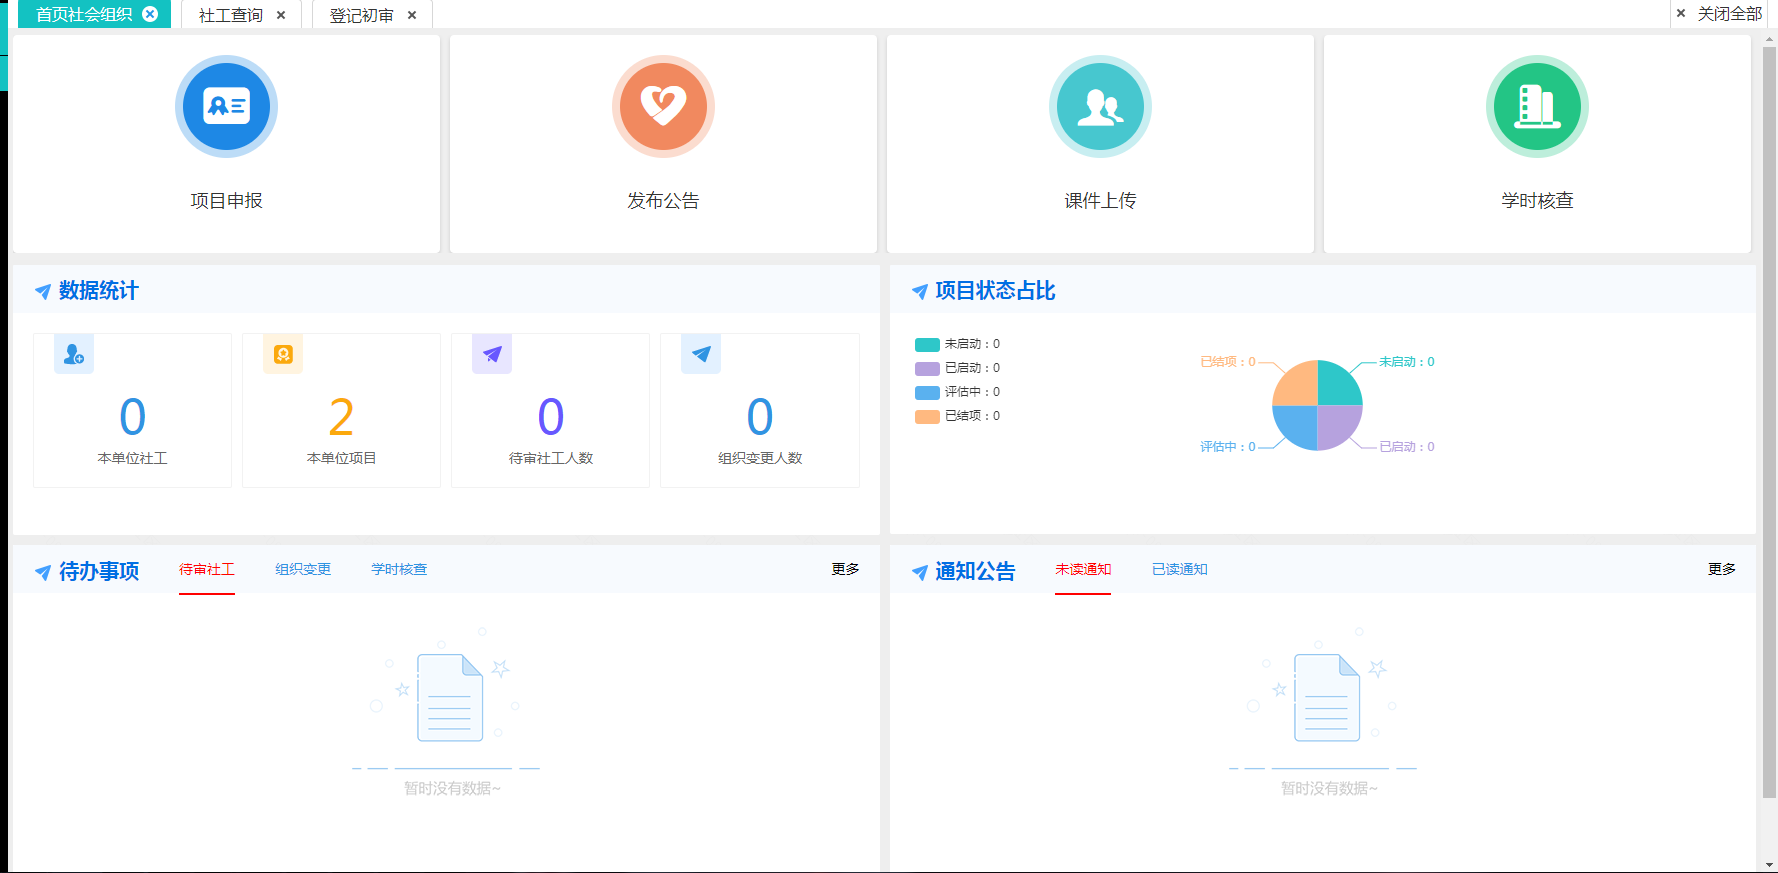 首页社会组织
社工查询
登记初审
关闭全部
项目申报
发布公告
课件上传
学时核查
数据统计
0
本单位社工
2
本单位项目
0
待审社工人数
0
组织变更人数
项目状态占比
未启动：0
已启动：0
评估中：0
已结项：0
已结项：0
未启动：0
评估中：0
已启动：0
待办事项
待审社工
组织变更
学时核查
更多
暂时没有数据~
通知公告
未读通知
已读通知
更多
暂时没有数据~